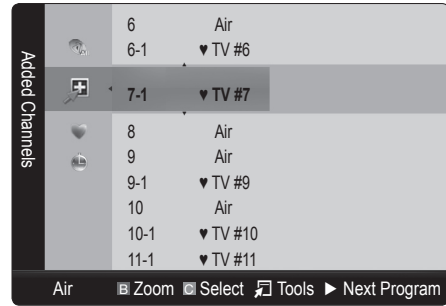 Added Channels
6 Air
6-1 ♥ TV #6
7-1 ♥ TV #7
8 Air
9 Air
9-1 ♥ TV #9
10 Air
10-1 ♥ TV #10
11-1 ♥ TV #11
Air B Zoom C Select Tools ► Next Program